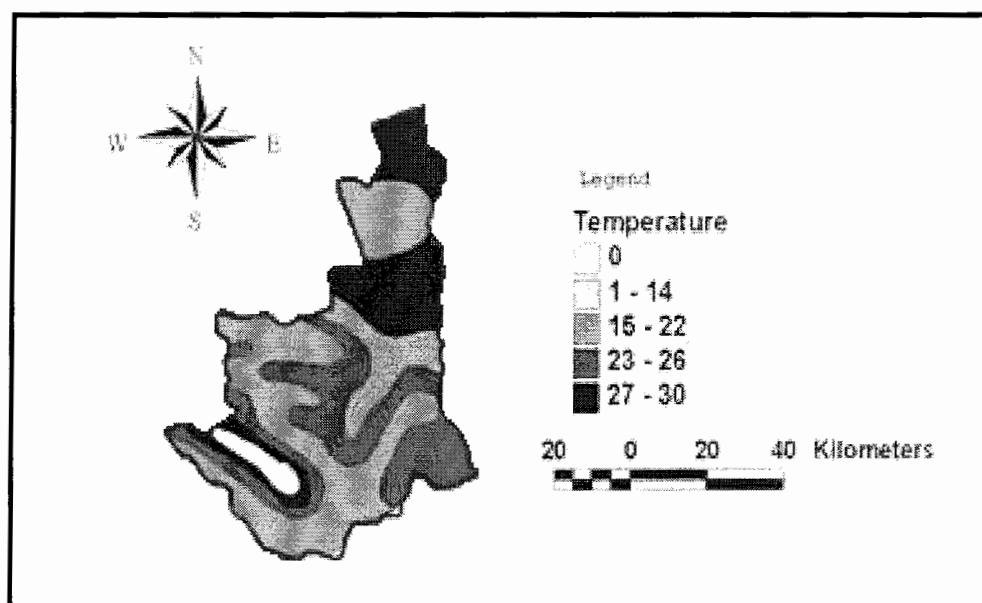 N
W E
S
Legend
Temperature
0
1 - 14
15 - 22
23 - 26
27 - 30
20 0 20 40 Kilometers